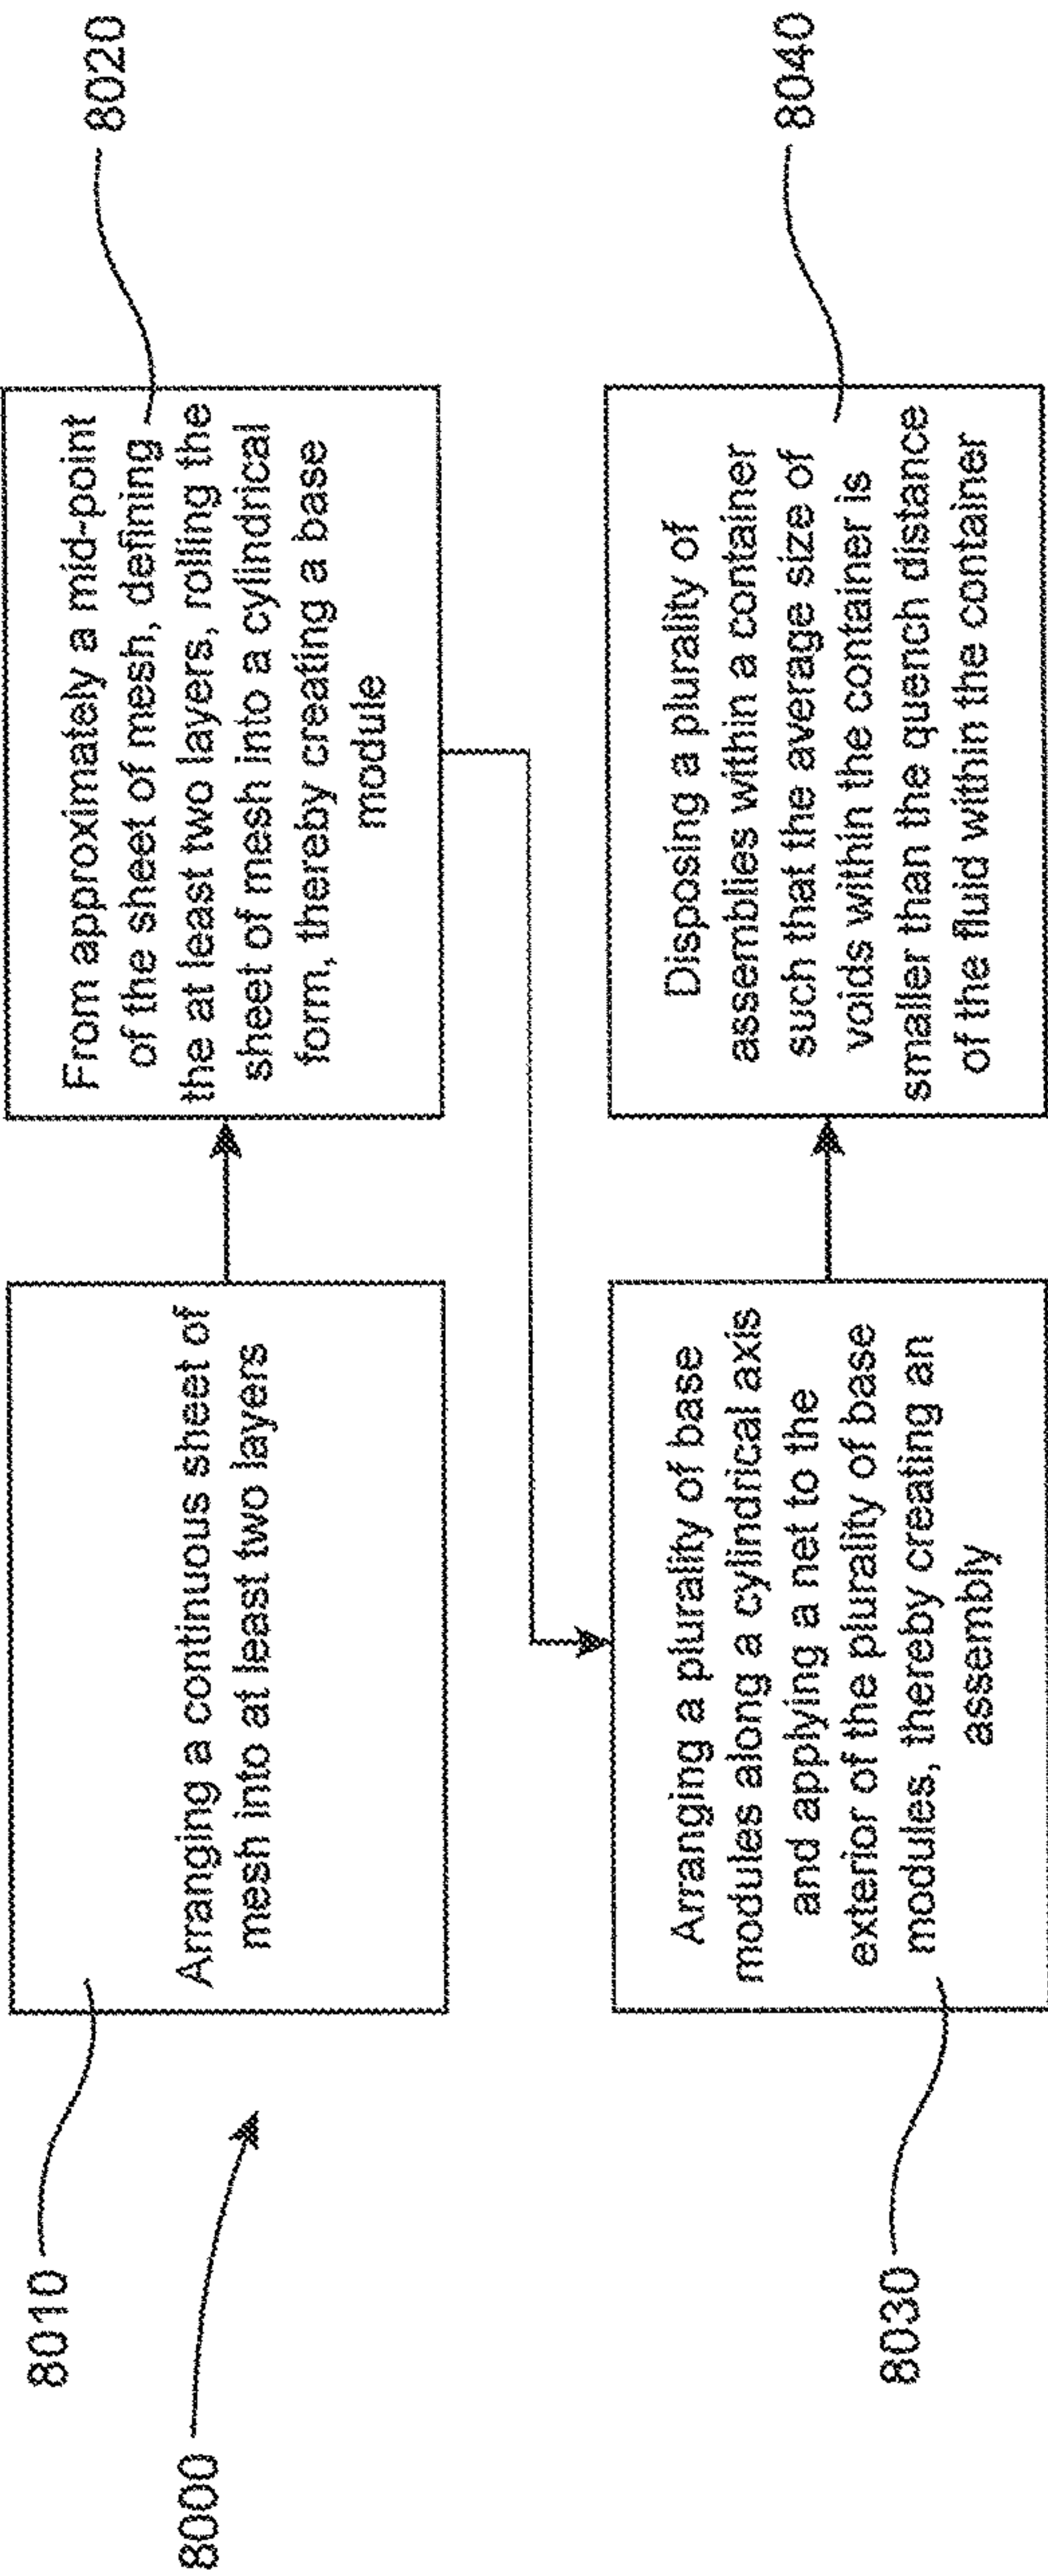 8000
8010
Arranging a continuous sheet of
mesh into at least two layers
8020
From approximately a mid-point
of the sheet of mesh, defining
the at least two layers, rolling the
sheet of mesh into a cylindrical
form, thereby creating a base
module
8030
Arranging a plurality of base
modules along a cylindrical axis
and applying a net to the
exterior of the plurality of base
modules, thereby creating an
assembly
8040
Disposing a plurality of
assemblies within a container
such that the average size of
voids within the container is
smaller than the quench distance
of the fluid within the container